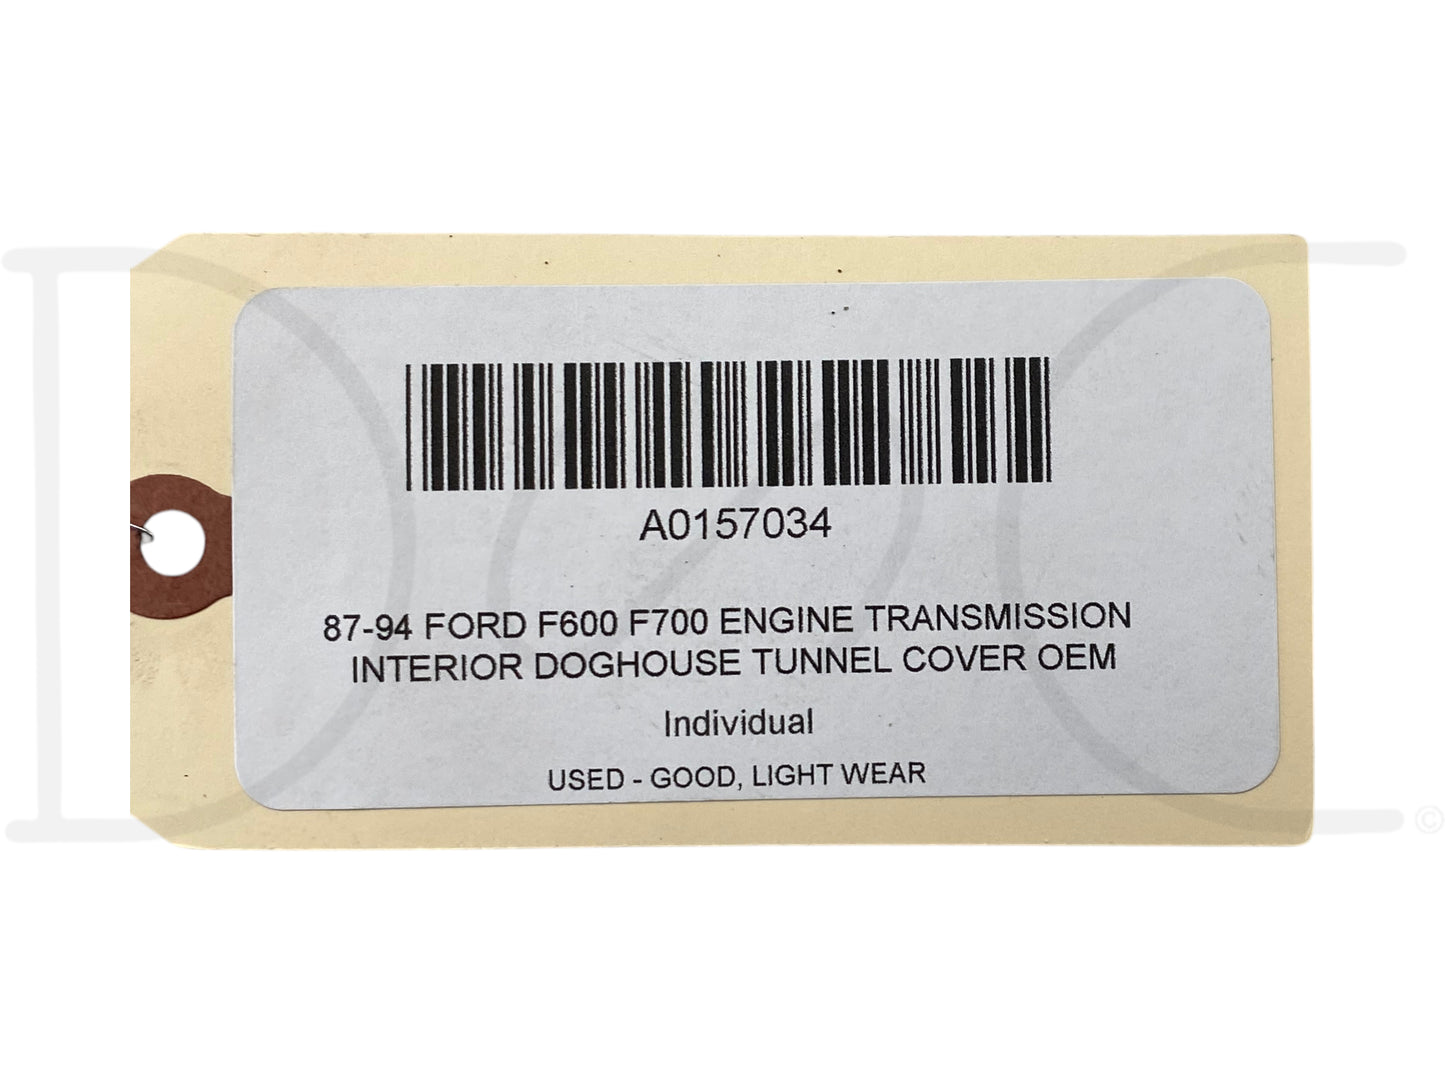 A0157034
87-94 FORD F600 F700 ENGINE TRANSMISSION
INTERIOR DOGHOUSE TUNNEL COVER OEM
Individual
USED - GOOD, LIGHT WEAR
©